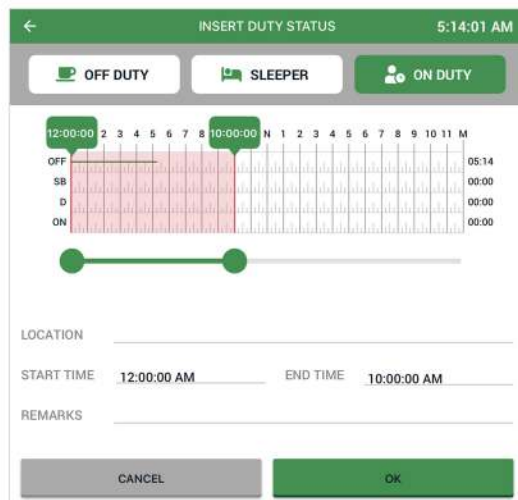 INSERT DUTY STATUS 5:14:01 AM
OFF DUTY SLEEPER ON DUTY
12:00:00 2 3 4 5 6 7 8 10:00:00 N 1 2 3 4 5 6 7 8 9 10 11 M
OFF 05:14
SB 00:00
D 00:00
ON 00:00
LOCATION
START TIME 12:00:00 AM END TIME 10:00:00 AM
REMARKS
CANCEL OK